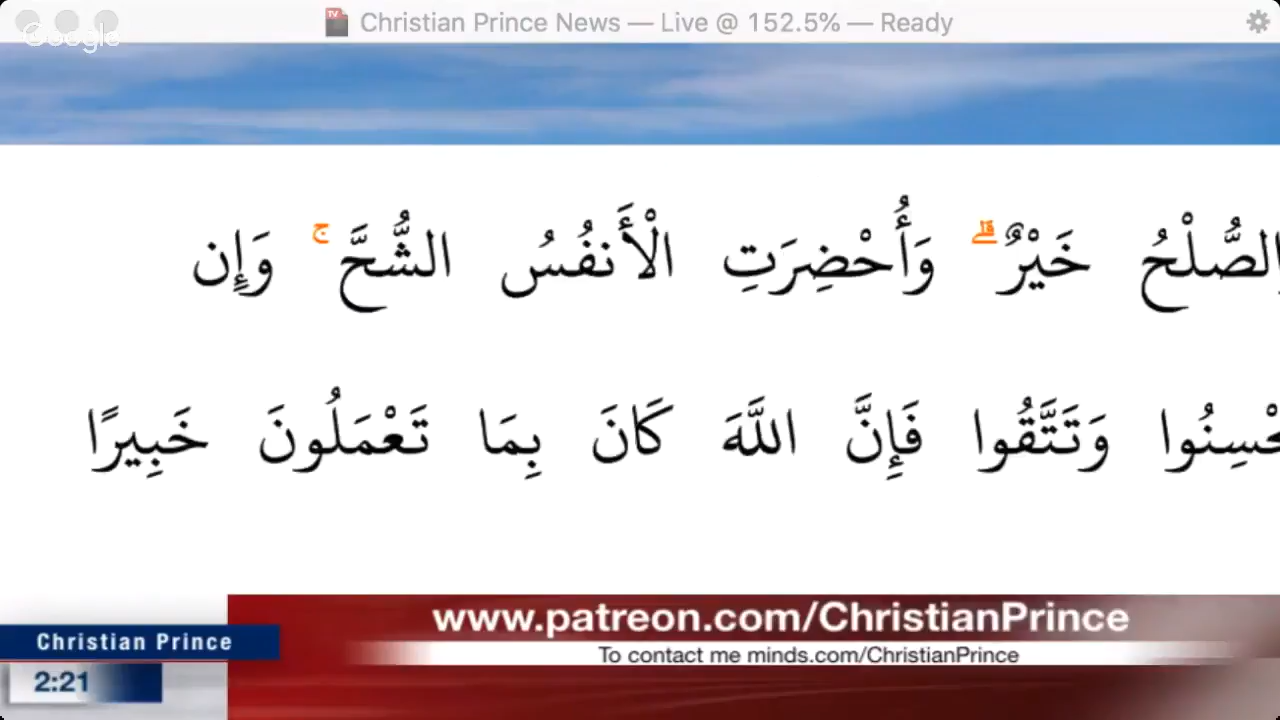 Christian Prince News — Live @ 152.5% — Ready
Google
الصُّلْحُ خَيْرٌ ۗ وَأُحْضِرَتِ الْأَنفُسُ الشُّحَّ ۚ وَإِن
حْسِنُوا وَتَتَّقُوا فَإِنَّ اللَّهَ كَانَ بِمَا تَعْمَلُونَ خَبِيرًا
www.patreon.com/ChristianPrince
Christian Prince
To contact me minds.com/ChristianPrince
2:21